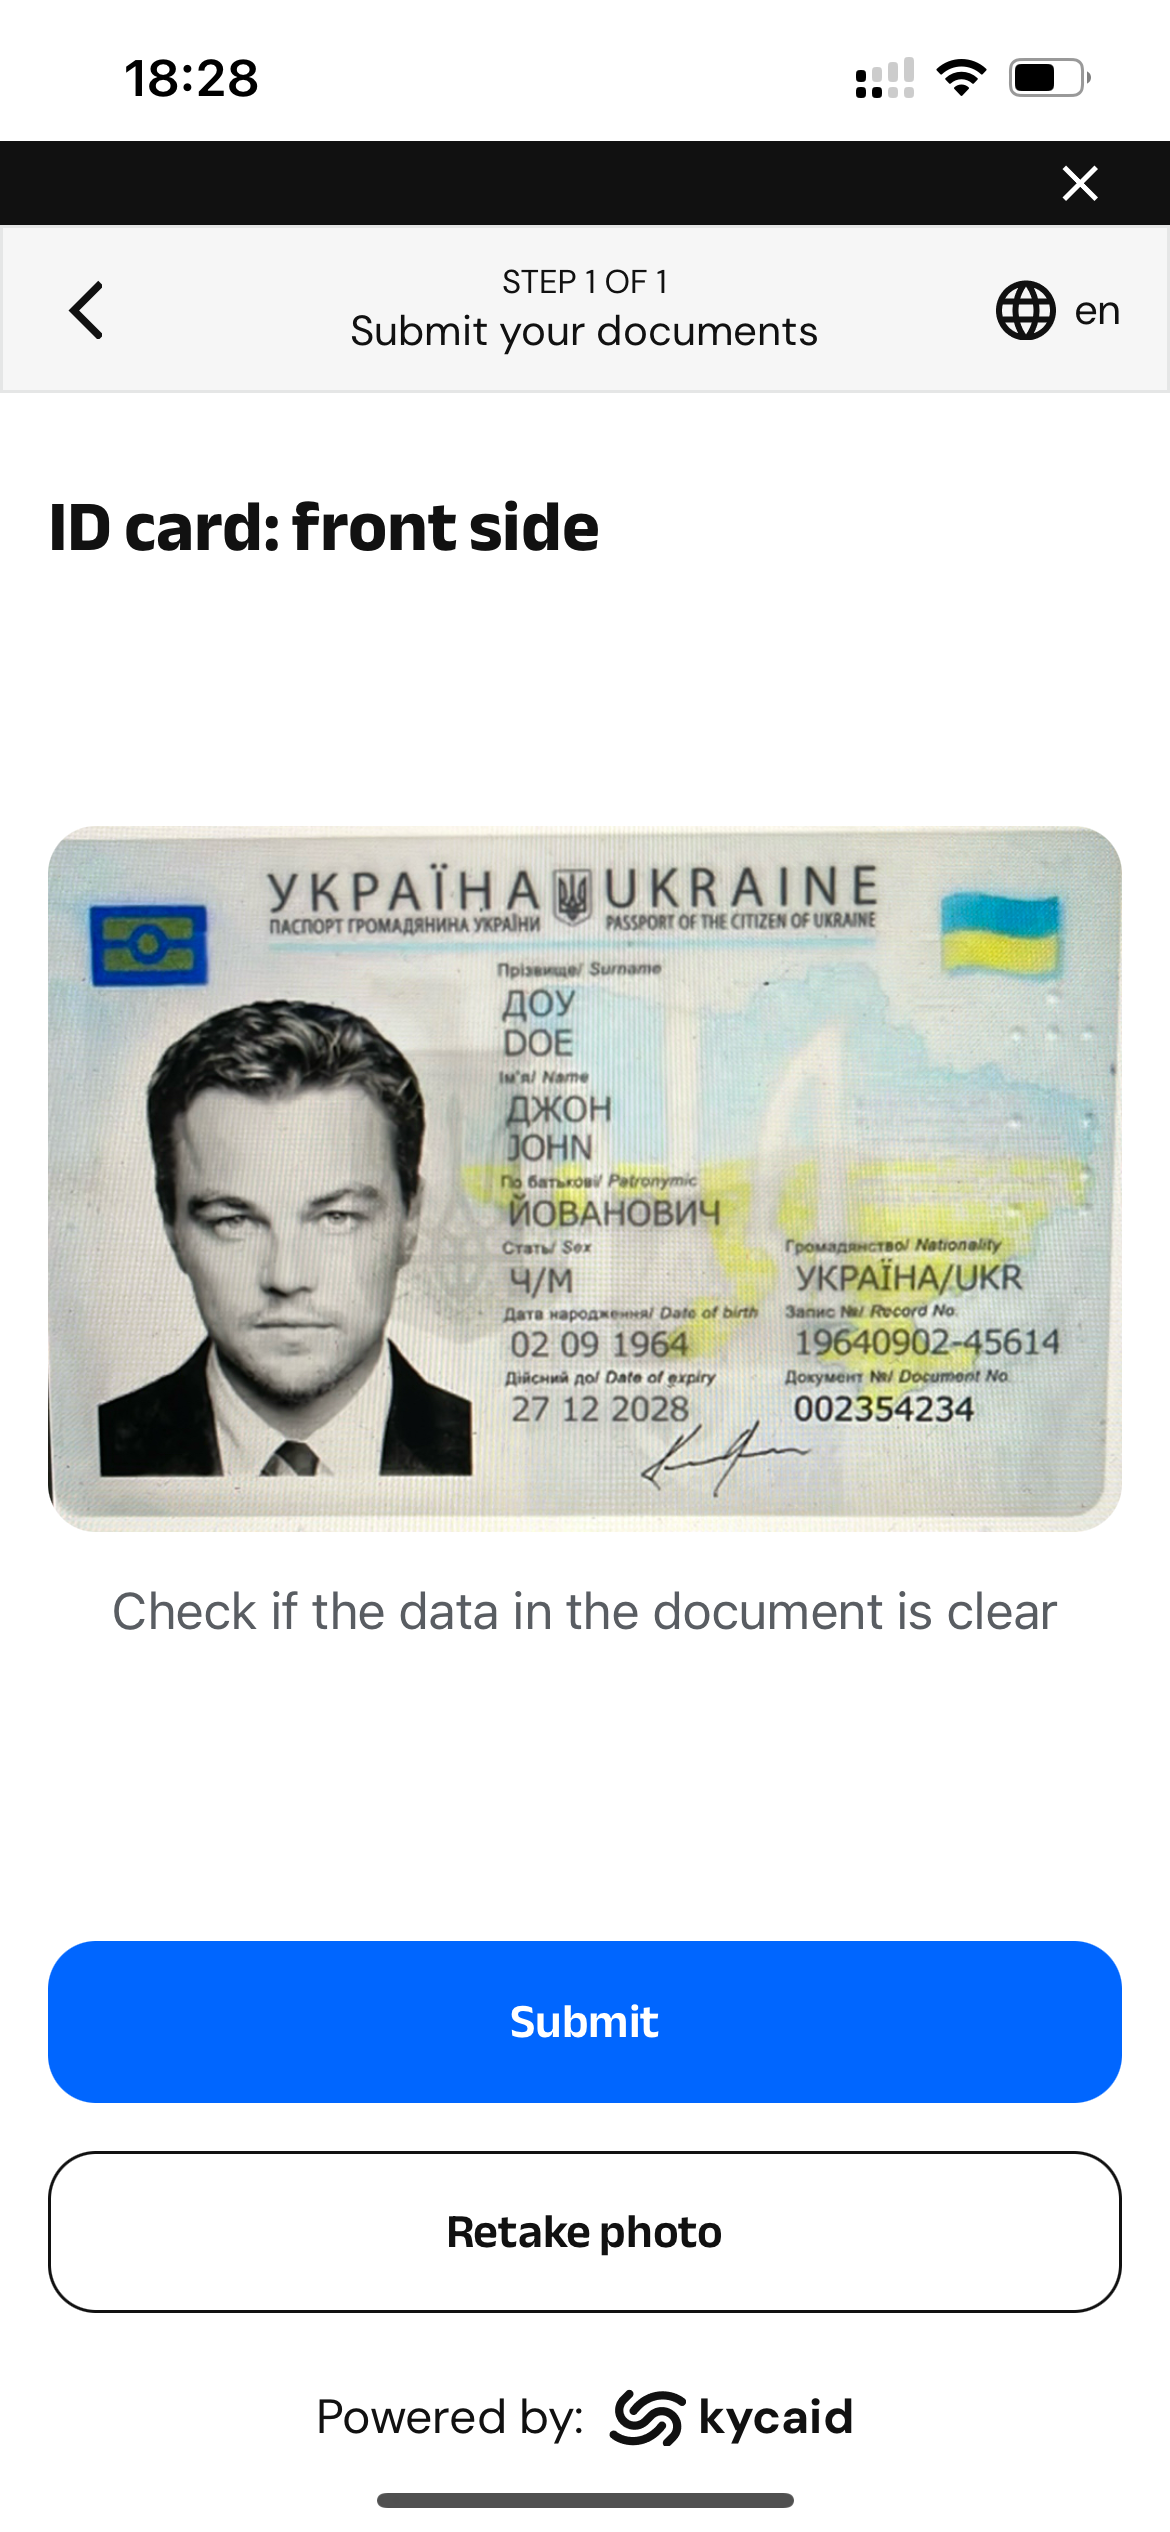 18:28
STEP 1 OF 1
Submit your documents
en
ID card: front side
УКРАЇНА UKRAINE
ПАСПОРТ ГРОМАДЯНИНА УКРАЇНИ PASSPORT OF THE CITIZEN OF UKRAINE
Прізвище/ Surname
ДОУ
DOE
Ім'я/ Name
ДЖОН
JOHN
По батькові/ Patronymic
ЙОВАНОВИЧ
Стать/ Sex Громадянство/ Nationality
Ч/M УКРАЇНА/UKR
Дата народження/ Date of birth Запис №/ Record No.
02 09 1964 19640902-45614
Дійсний до/ Date of expiry Документ №/ Document No.
27 12 2028 002354234
Check if the data in the document is clear
Submit
Retake photo
Powered by: kycaid